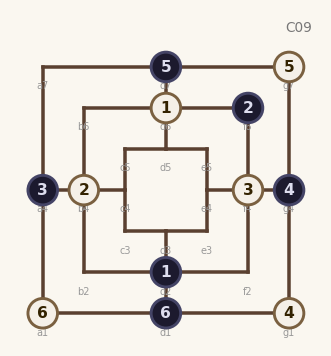 C09
5 5
a7 d7 g7
1 2
b6 d6 f6
c5 d5 e5
3 2 3 4
a4 b4 c4 e4 f4 g4
c3 d3 e3
1
b2 d2 f2
6 6 4
a1 d1 g1